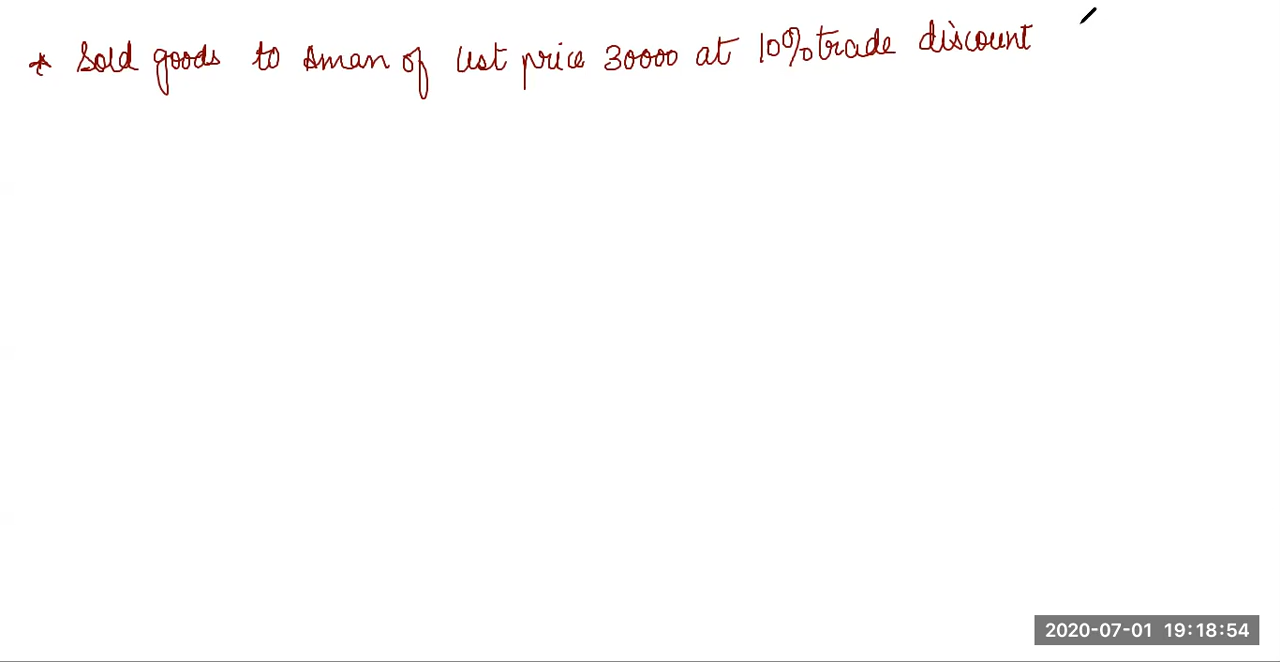 * Sold goods to Aman of list price 30000 at 10% trade discount
2020-07-01 19:18:54